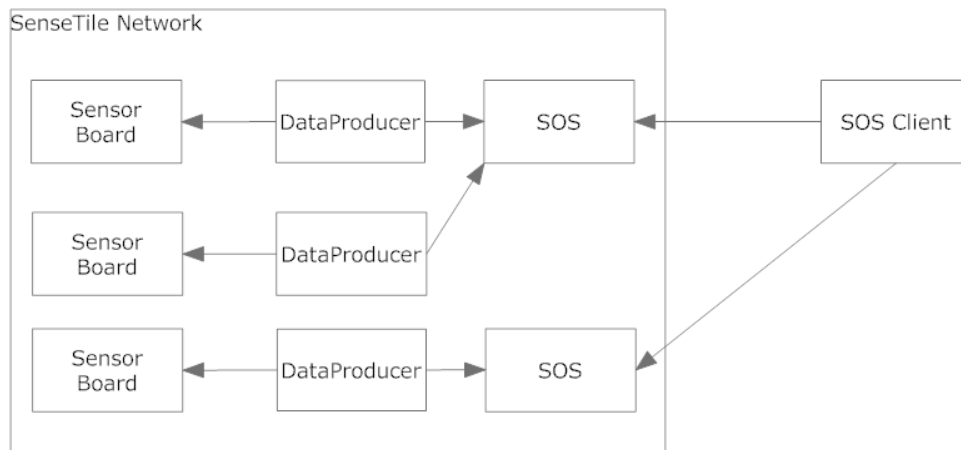 SenseTile Network
Sensor
Board
DataProducer
SOS
SOS Client
Sensor
Board
DataProducer
Sensor
Board
DataProducer
SOS